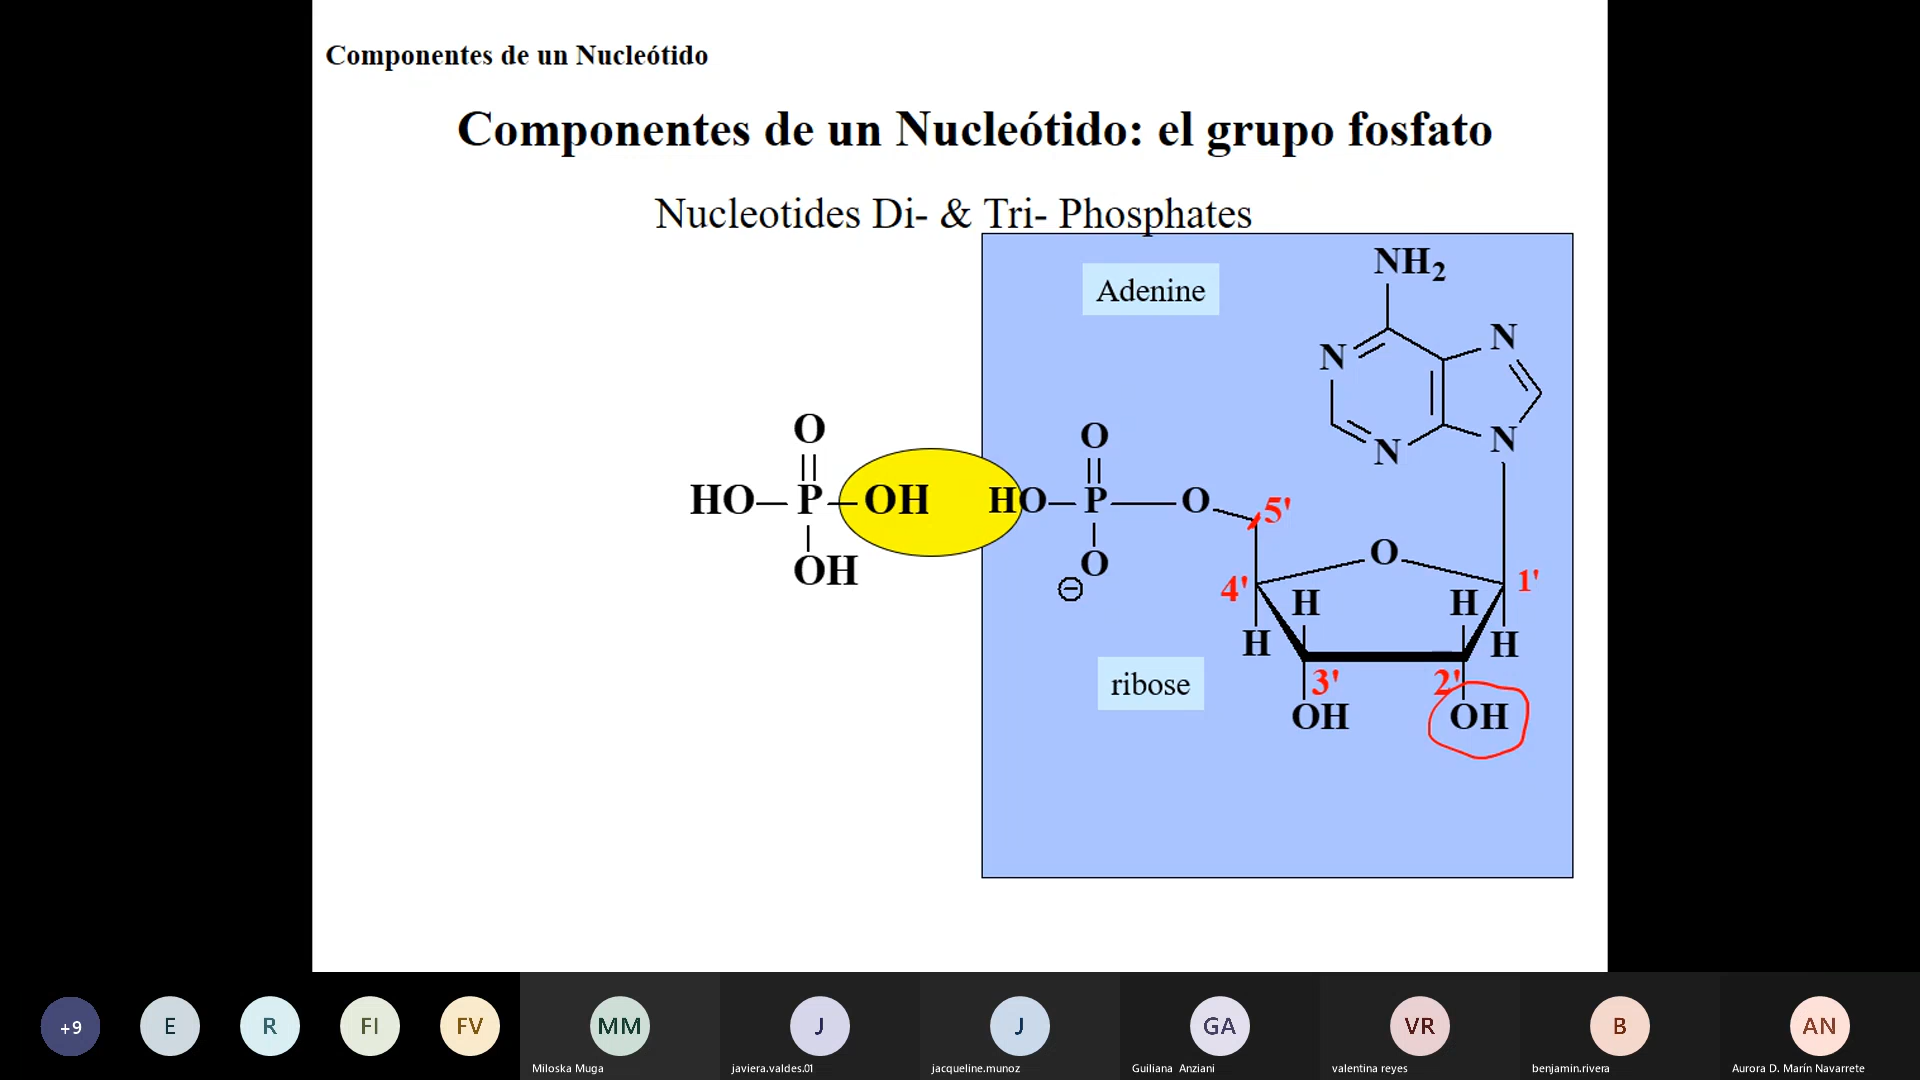 Componentes de un Nucleótido
Componentes de un Nucleótido: el grupo fosfato
Nucleotides Di- & Tri- Phosphates
Adenine
NH2
N
N
N
N
O
HO
P
OH
OH
O
HO
P
O
O
5'
4'
O
1'
H
H
H
H
3'
2'
OH
OH
ribose
+9
E
R
FI
FV
MM
J
J
GA
VR
B
AN
Miloska Muga
javiera.valdes.01
jacqueline.munoz
Guiliana Anziani
valentina reyes
benjamin.rivera
Aurora D. Marín Navarrete